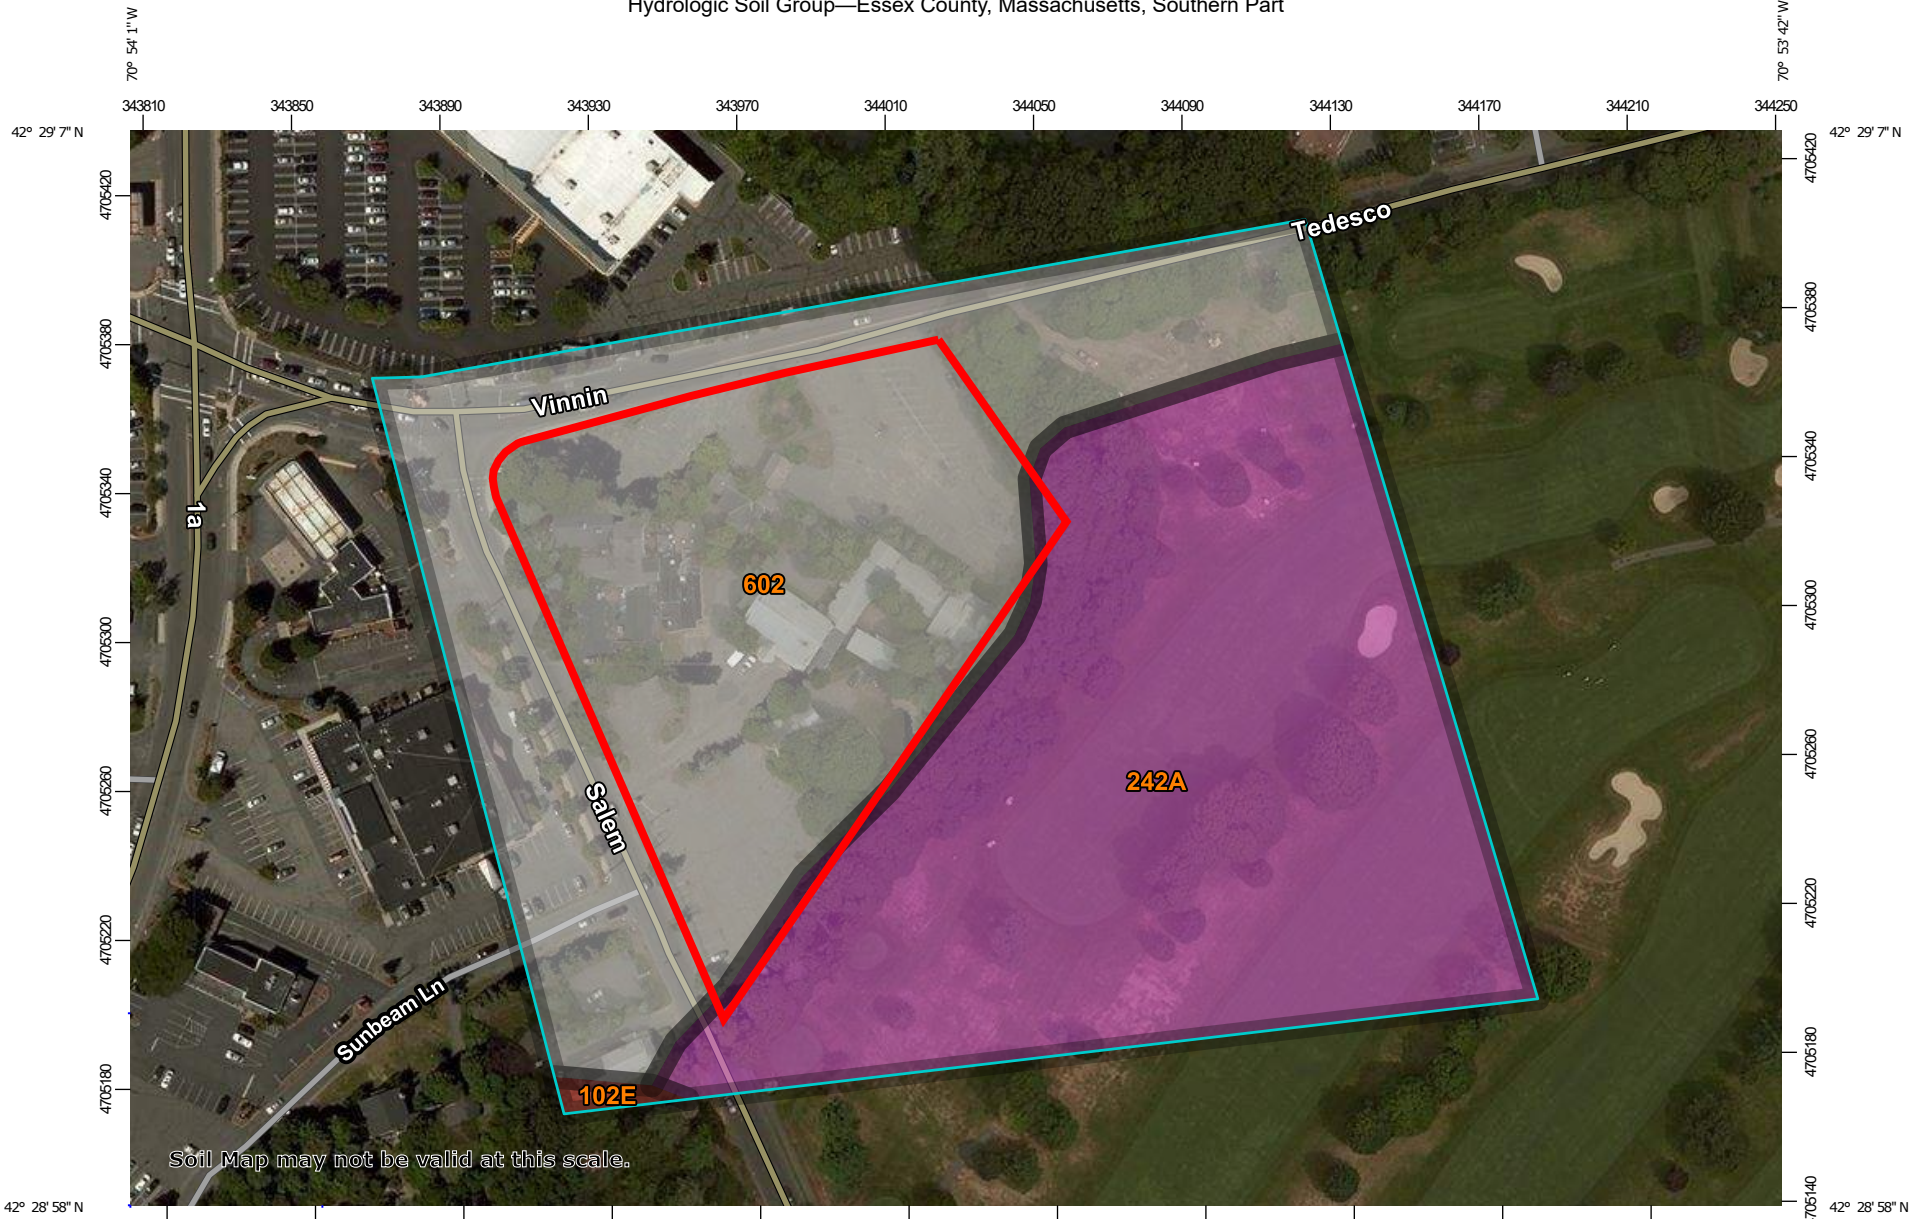 Hydrologic Soil Group—Essex County, Massachusetts, Southern Part
70° 54' 1'' W
70° 53' 42'' W
343810 343850 343890 343930 343970 344010 344050 344090 344130 344170 344210 344250
42° 29' 7'' N
42° 29' 7'' N
4705420
4705380
4705340
4705300
4705260
4705220
4705180
4705420
4705380
4705340
4705300
4705260
4705220
4705180
4705140
Tedesco
Vinnin
1a
602
242A
Salem
Sunbeam Ln
102E
Soil Map may not be valid at this scale.
42° 28' 58'' N
42° 28' 58'' N